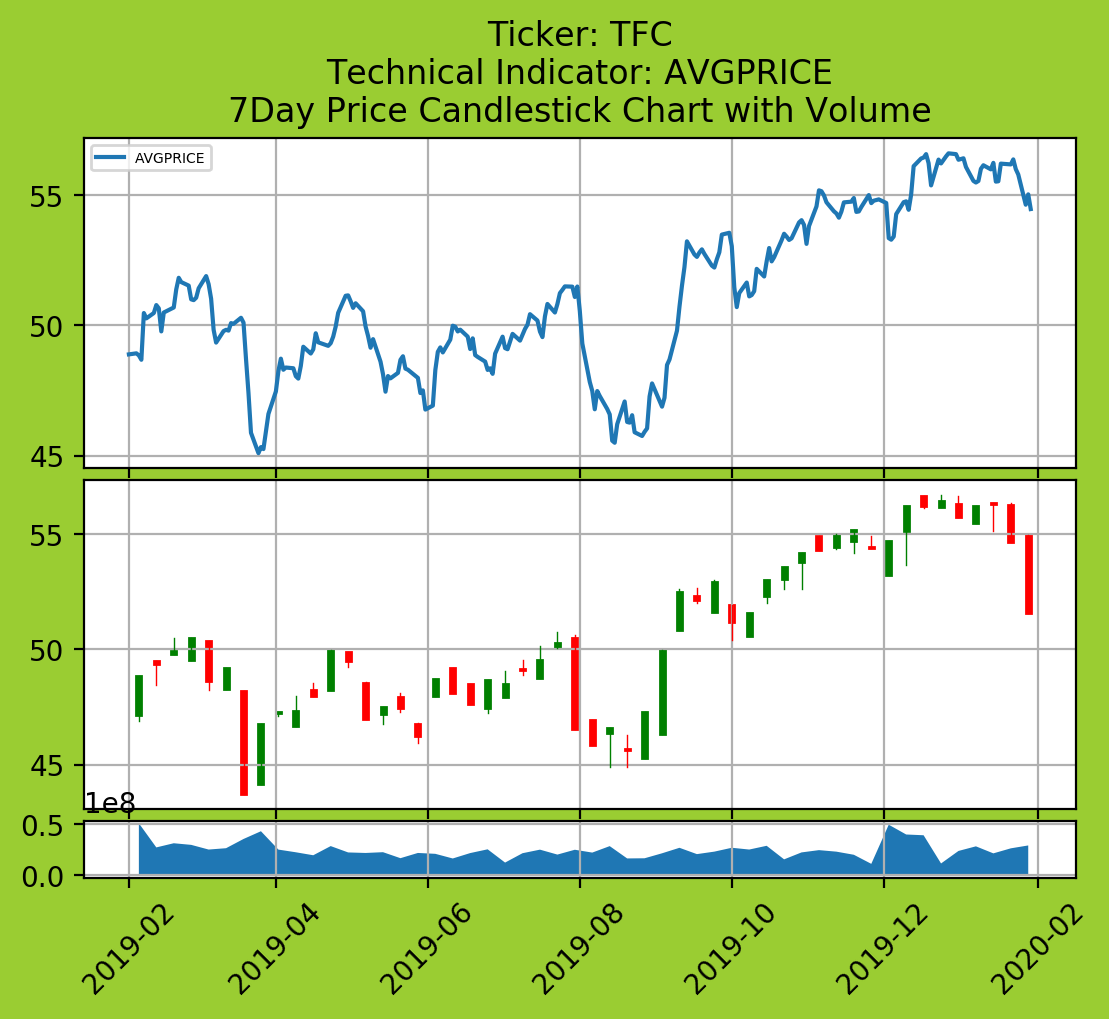 Ticker: TFC
Technical Indicator: AVGPRICE
7Day Price Candlestick Chart with Volume
AVGPRICE
55
50
45
55
50
45
1e8
0.5
0.0
2019-02 2019-04 2019-06 2019-08 2019-10 2019-12 2020-02